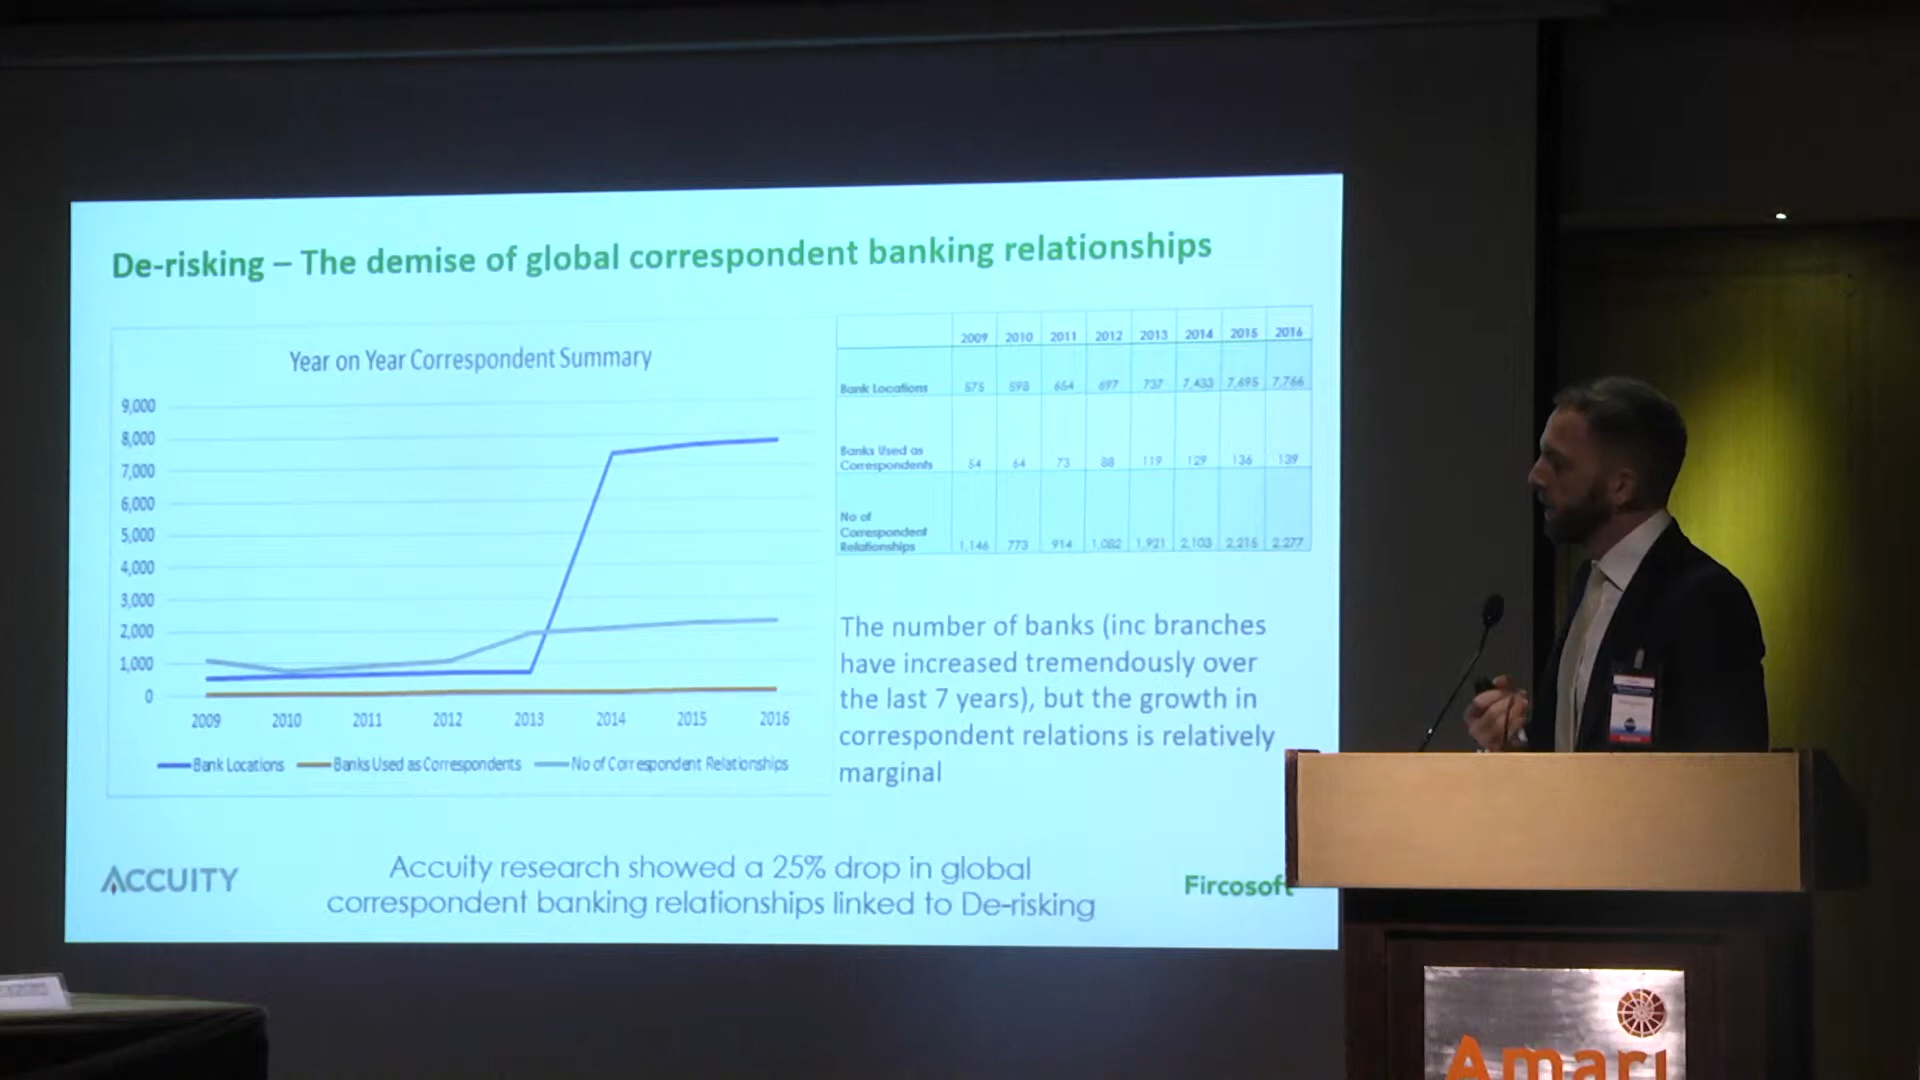 De-risking – The demise of global correspondent banking relationships
Year on Year Correspondent Summary
9,000
8,000
7,000
6,000
5,000
4,000
3,000
2,000
1,000
0
2009 2010 2011 2012 2013 2014 2015 2016
Bank Locations Banks Used as Correspondents No of Correspondent Relationships
2009 2010 2011 2012 2013 2014 2015 2016
Bank Locations 575 598 654 697 737 7,433 7,695 7,766
Banks Used as
Correspondents 54 64 73 88 119 129 136 139
No of
Correspondent
Relationships 1,146 773 914 1,082 1,921 2,103 2,215 2,277
The number of banks (inc branches
have increased tremendously over
the last 7 years), but the growth in
correspondent relations is relatively
marginal
ACCUITY
Accuity research showed a 25% drop in global
correspondent banking relationships linked to De-risking
Fircosoft
Amari